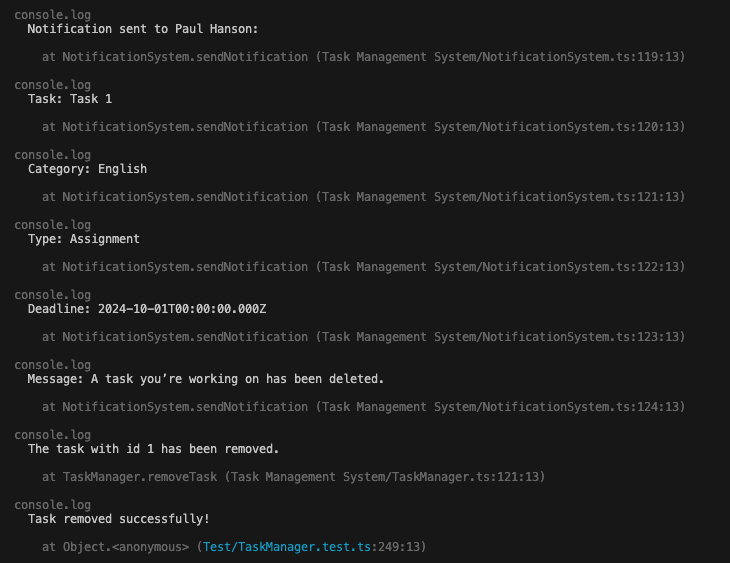 console.log
Notification sent to Paul Hanson:
at NotificationSystem.sendNotification (Task Management System/NotificationSystem.ts:119:13)
console.log
Task: Task 1
at NotificationSystem.sendNotification (Task Management System/NotificationSystem.ts:120:13)
console.log
Category: English
at NotificationSystem.sendNotification (Task Management System/NotificationSystem.ts:121:13)
console.log
Type: Assignment
at NotificationSystem.sendNotification (Task Management System/NotificationSystem.ts:122:13)
console.log
Deadline: 2024-10-01T00:00:00.000Z
at NotificationSystem.sendNotification (Task Management System/NotificationSystem.ts:123:13)
console.log
Message: A task you’re working on has been deleted.
at NotificationSystem.sendNotification (Task Management System/NotificationSystem.ts:124:13)
console.log
The task with id 1 has been removed.
at TaskManager.removeTask (Task Management System/TaskManager.ts:121:13)
console.log
Task removed successfully!
at Object.<anonymous> (Test/TaskManager.test.ts:249:13)